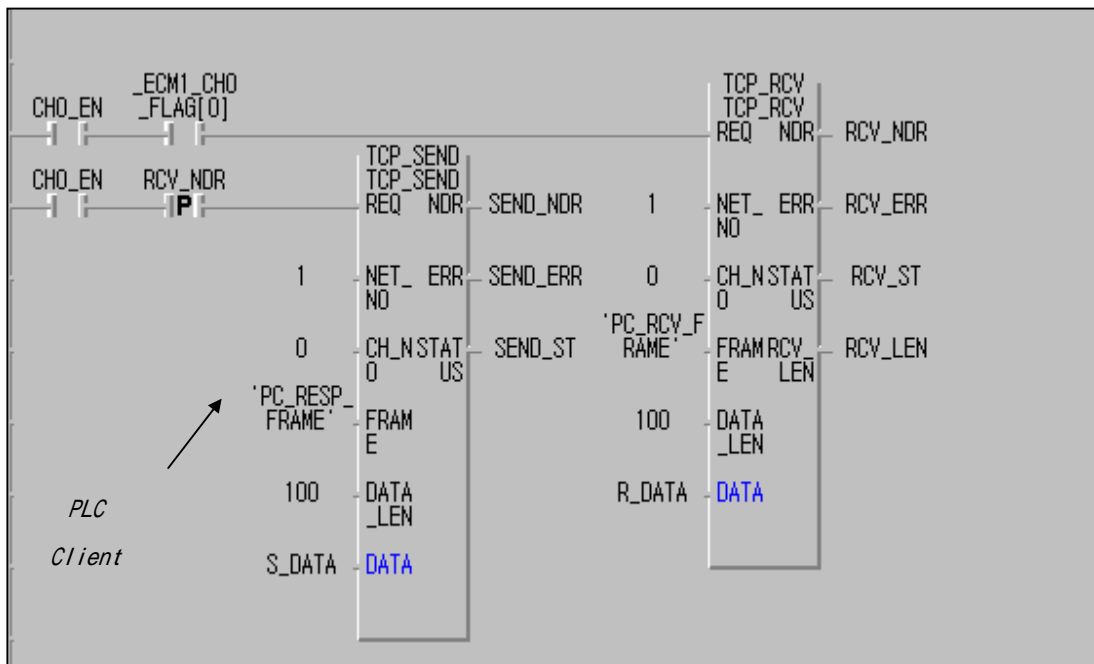 _ECM1_CH0
CH0_EN _FLAG[0]
TCP_RCV
TCP_RCV
REQ NDR RCV_NDR
CH0_EN RCV_NDR
P
TCP_SEND
TCP_SEND
REQ NDR SEND_NDR
1 NET_ ERR RCV_ERR
NO
1 NET_ ERR SEND_ERR
NO
0 CH_N STAT RCV_ST
O US
'PC_RCV_F
RAME' FRAM RCV_ RCV_LEN
E LEN
0 CH_N STAT SEND_ST
O US
'PC_RESP_
FRAME' FRAM
E
100 DATA
_LEN
100 DATA
_LEN
R_DATA DATA
S_DATA DATA
PLC
Client